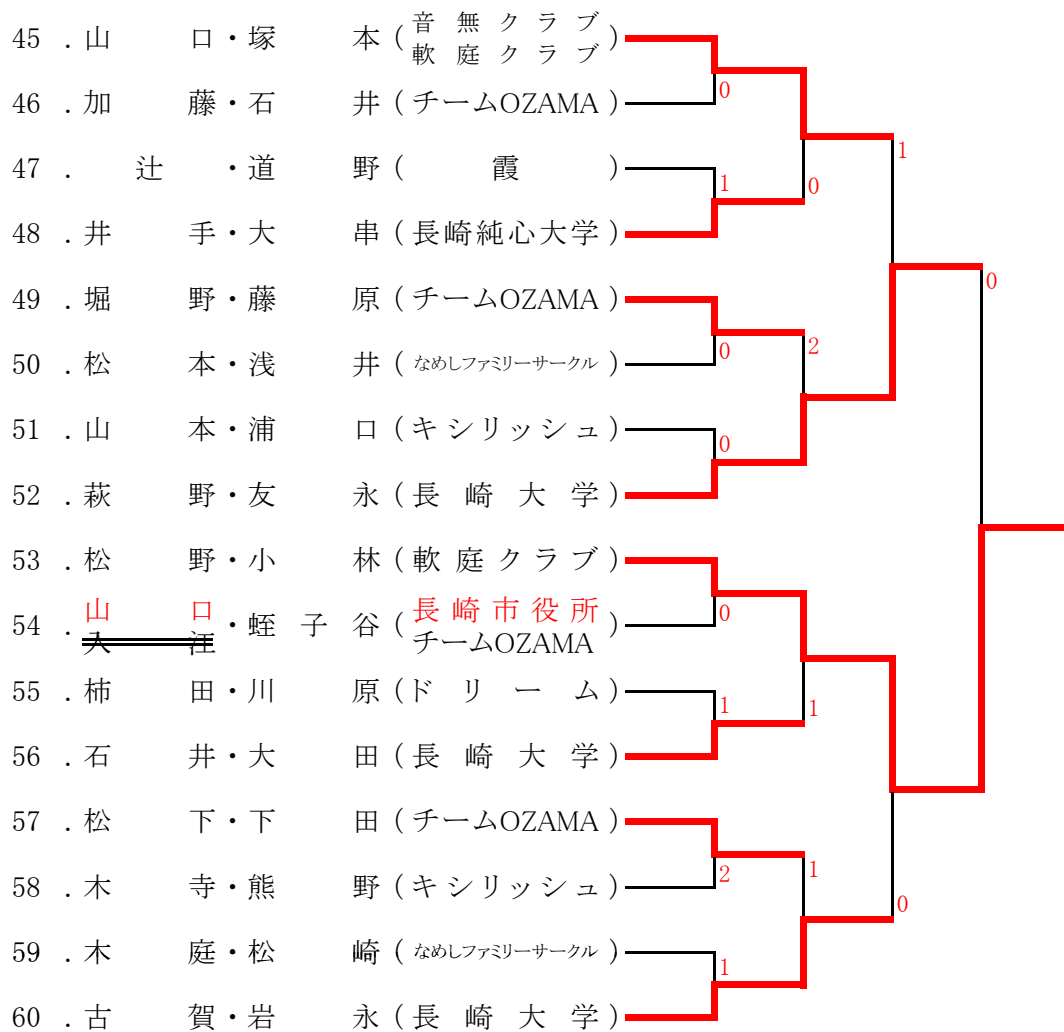 45 . 山口・塚本 ( 音無クラブ 軟庭クラブ )
0
46 . 加藤・石井 ( チームOZAMA )
1
47 . 辻・道野 ( 霞 )
1
0
48 . 井手・大串 ( 長崎純心大学 )
0
49 . 堀野・藤原 ( チームOZAMA )
0
2
50 . 松本・浅井 ( なめしファミリーサークル )
51 . 山本・浦口 ( キシリッシュ )
0
52 . 萩野・友永 ( 長崎大学 )
53 . 松野・小林 ( 軟庭クラブ )
山口 長崎市役所
0
54 . 入江・蛭子谷 ( チームOZAMA )
55 . 柿田・川原 ( ドリーム )
1
1
56 . 石井・大田 ( 長崎大学 )
57 . 松下・下田 ( チームOZAMA )
2
1
58 . 木寺・熊野 ( キシリッシュ )
0
59 . 木庭・松崎 ( なめしファミリーサークル )
1
60 . 古賀・岩永 ( 長崎大学 )